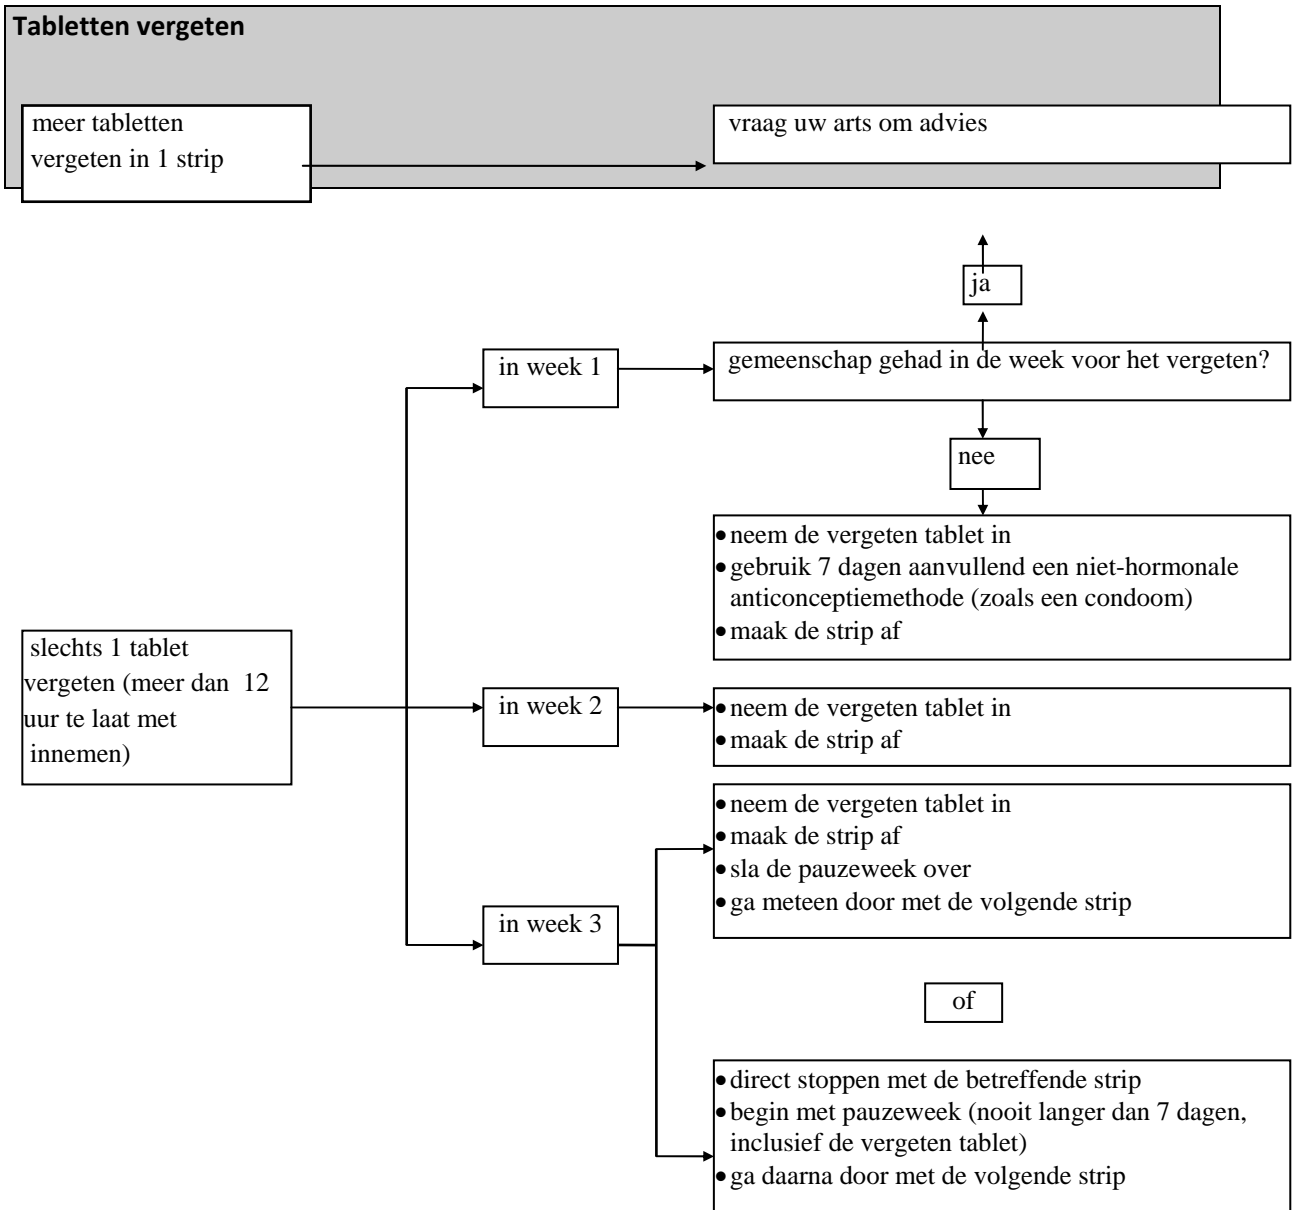 Tabletten vergeten
meer tabletten
vergeten in 1 strip
vraag uw arts om advies
ja
in week 1
gemeenschap gehad in de week voor het vergeten?
nee
• neem de vergeten tablet in
• gebruik 7 dagen aanvullend een niet-hormonale
anticonceptiemethode (zoals een condoom)
• maak de strip af
slechts 1 tablet
vergeten (meer dan 12
uur te laat met
innemen)
in week 2
• neem de vergeten tablet in
• maak de strip af
• neem de vergeten tablet in
• maak de strip af
• sla de pauzeweek over
• ga meteen door met de volgende strip
in week 3
of
• direct stoppen met de betreffende strip
• begin met pauzeweek (nooit langer dan 7 dagen,
inclusief de vergeten tablet)
• ga daarna door met de volgende strip